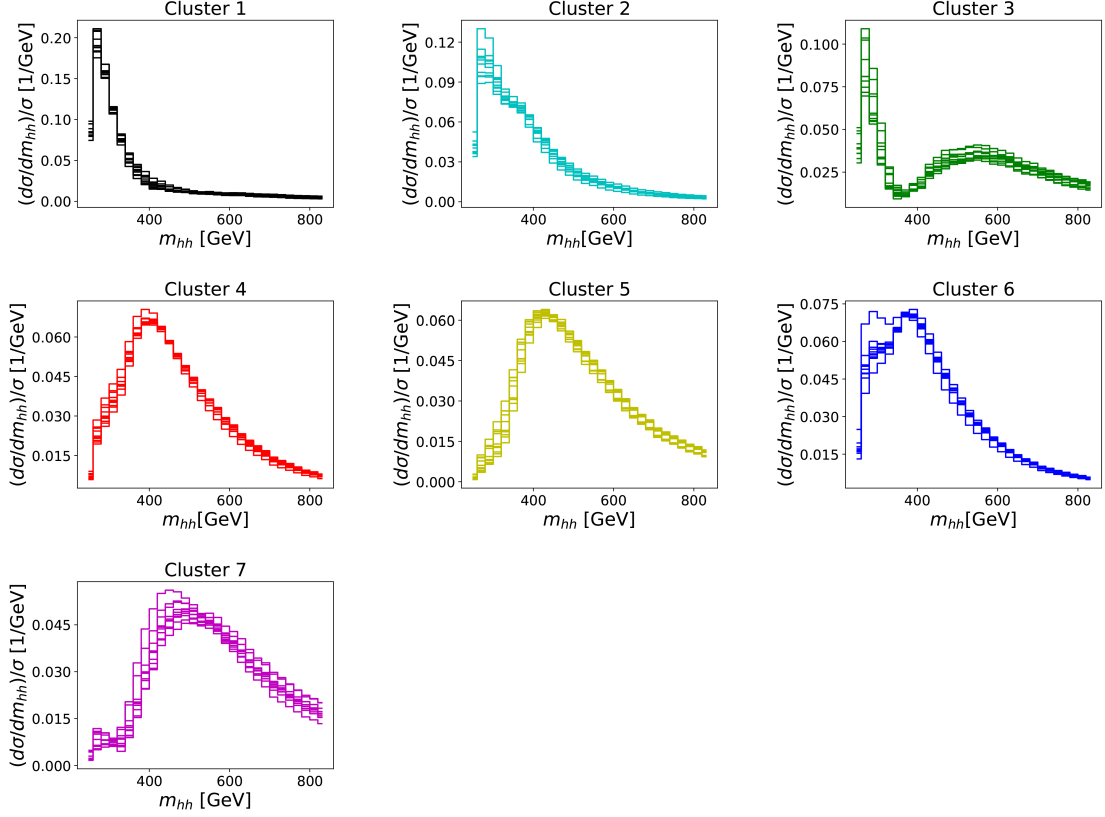 Cluster 1
Cluster 2
Cluster 3
(dσ/dm_hh)/σ [1/GeV]
0.20
0.15
0.10
0.05
0.00
400
600
800
m_hh [GeV]
(dσ/dm_hh)/σ [1/GeV]
0.12
0.09
0.06
0.03
0.00
400
600
800
m_hh[GeV]
(dσ/dm_hh)/σ [1/GeV]
0.100
0.075
0.050
0.025
400
600
800
m_hh [GeV]
Cluster 4
Cluster 5
Cluster 6
(dσ/dm_hh)/σ [1/GeV]
0.060
0.045
0.030
0.015
400
600
800
m_hh[GeV]
(dσ/dm_hh)/σ [1/GeV]
0.060
0.045
0.030
0.015
0.000
400
600
800
m_hh [GeV]
(dσ/dm_hh)/σ [1/GeV]
0.075
0.060
0.045
0.030
0.015
400
600
800
m_hh[GeV]
Cluster 7
(dσ/dm_hh)/σ [1/GeV]
0.045
0.030
0.015
0.000
400
600
800
m_hh [GeV]